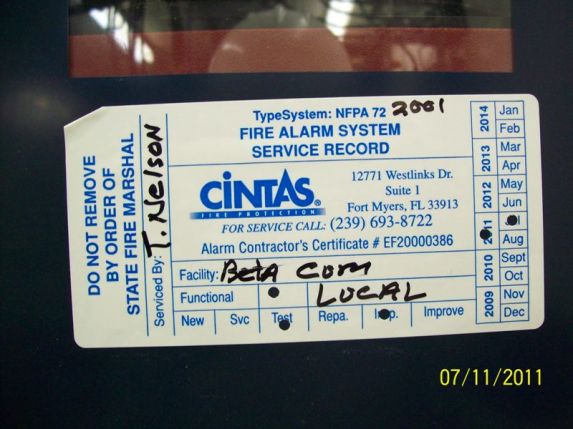 TypeSystem: NFPA 72 2001
FIRE ALARM SYSTEM
SERVICE RECORD
CINTAS®
FIRE PROTECTION
12771 Westlinks Dr.
Suite 1
Fort Myers, FL 33913
FOR SERVICE CALL: (239) 693-8722
Alarm Contractor's Certificate # EF20000386
Facility: Beta Com
Functional LOCAL
New Svc Test Repa. Insp. Improve
DO NOT REMOVE
BY ORDER OF
STATE FIRE MARSHAL
Serviced By: T. Nelson
2014 Jan
Feb
2013 Mar
Apr
2012 May
Jun
2011 Jul
Aug
2010 Sept
Oct
2009 Nov
Dec
07/11/2011